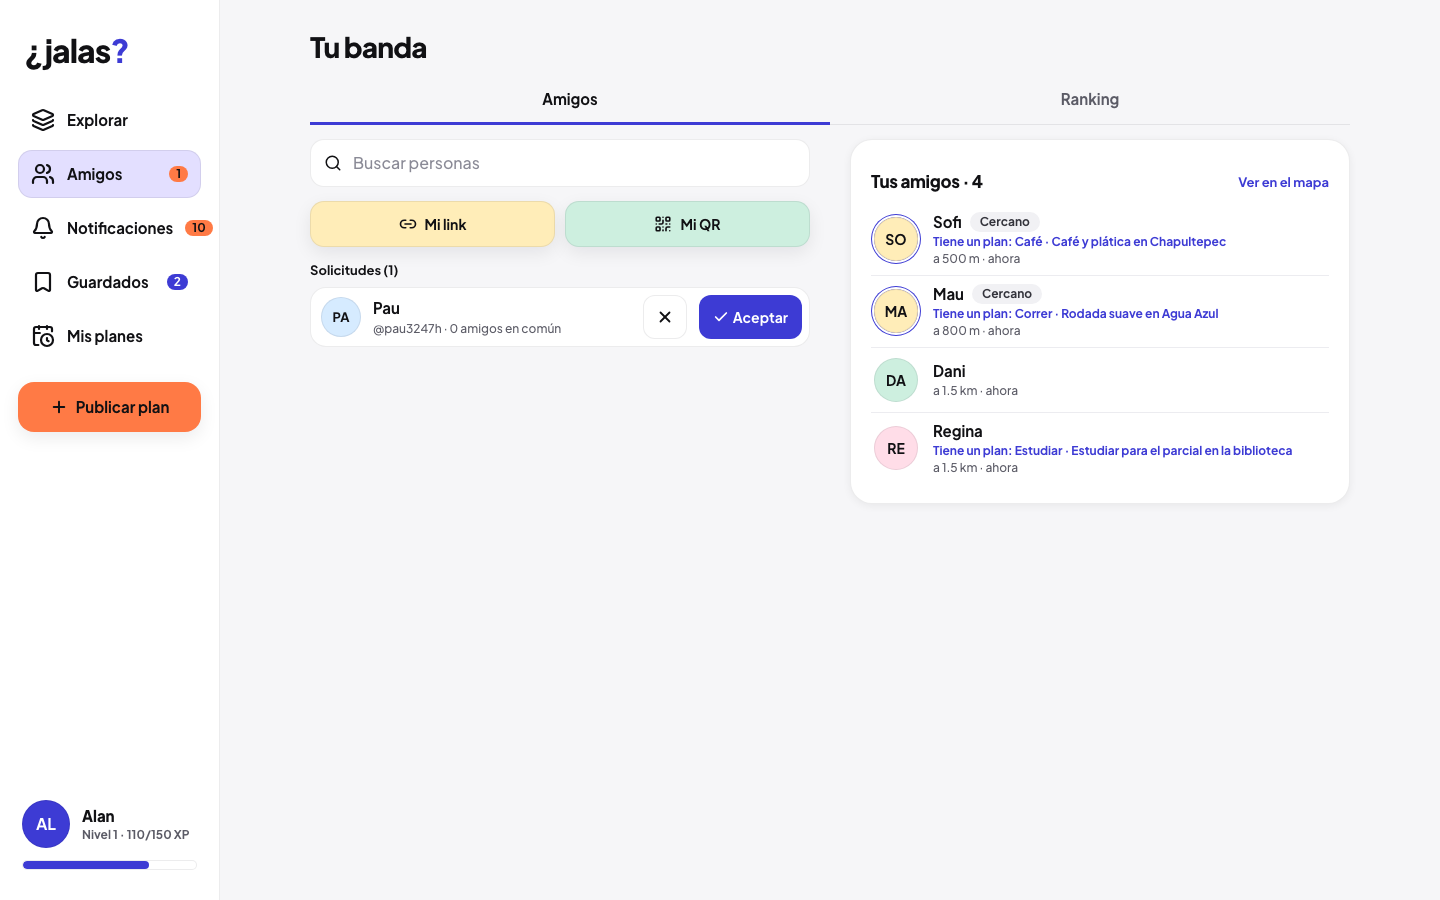 ¿jalas?
Explorar
Amigos 1
Notificaciones 10
Guardados 2
Mis planes
Publicar plan
AL
Alan
Nivel 1 · 110/150 XP
Tu banda
Amigos
Ranking
Buscar personas
Mi link
Mi QR
Solicitudes (1)
PA
Pau
@pau3247h · 0 amigos en común
Aceptar
Tus amigos · 4
Ver en el mapa
SO
Sofi Cercano
Tiene un plan: Café · Café y plática en Chapultepec
a 500 m · ahora
MA
Mau Cercano
Tiene un plan: Correr · Rodada suave en Agua Azul
a 800 m · ahora
DA
Dani
a 1.5 km · ahora
RE
Regina
Tiene un plan: Estudiar · Estudiar para el parcial en la biblioteca
a 1.5 km · ahora